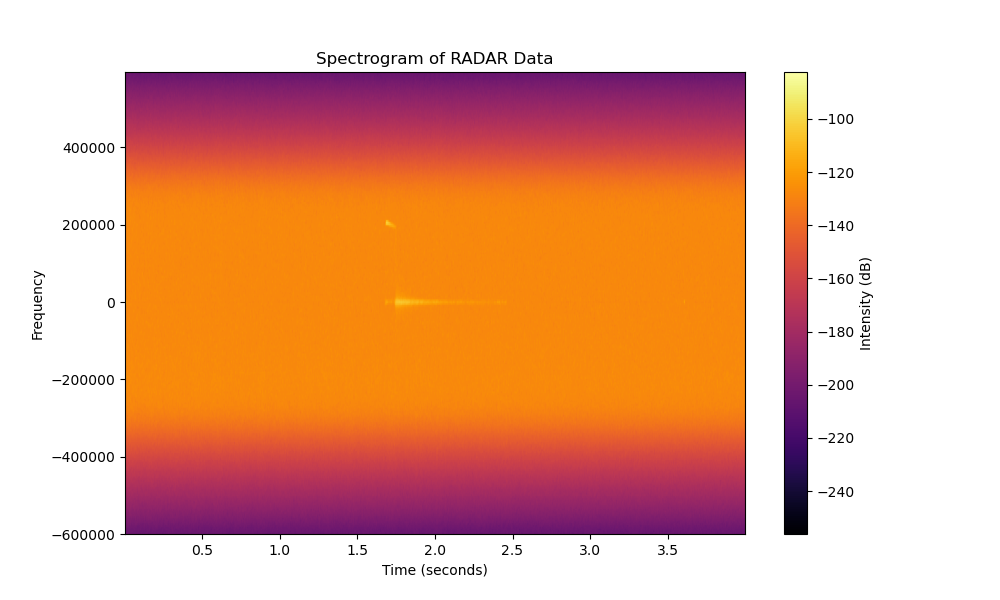 Spectrogram of RADAR Data
400000
200000
0
−200000
−400000
−600000
Frequency
0.5 1.0 1.5 2.0 2.5 3.0 3.5
Time (seconds)
−100
−120
−140
−160
−180
−200
−220
−240
Intensity (dB)